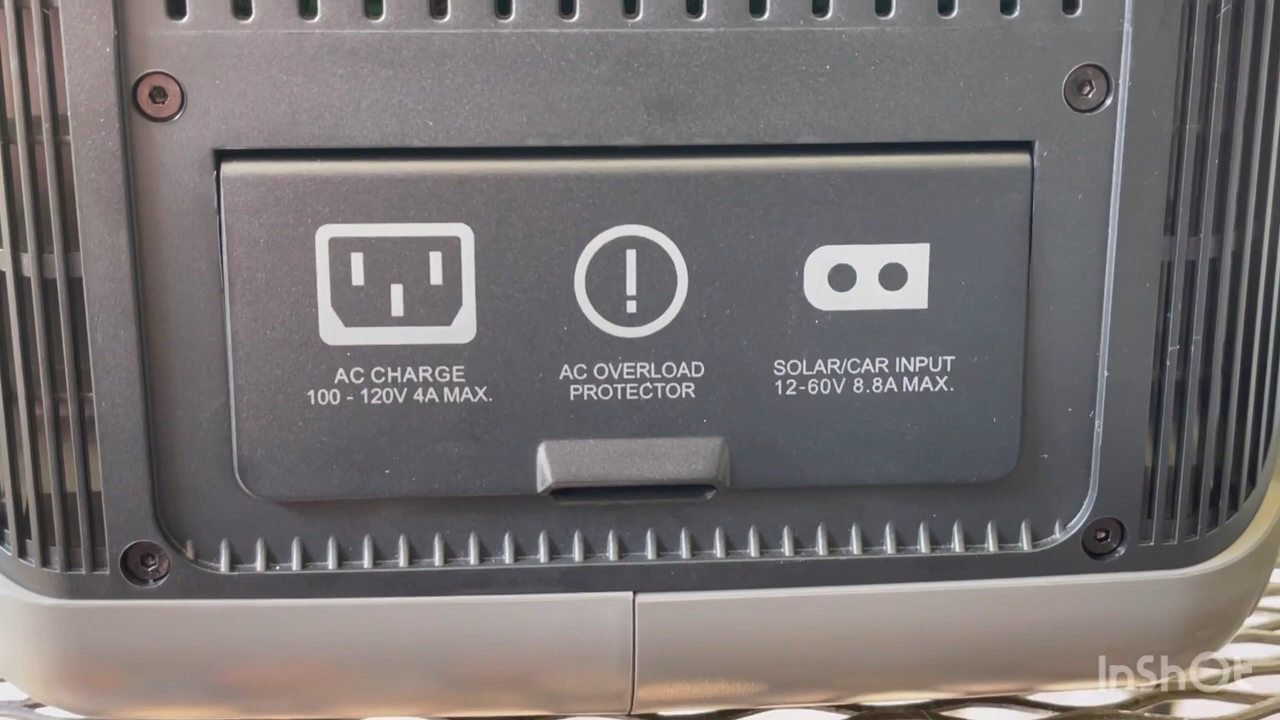 AC CHARGE
100 - 120V 4A MAX.
AC OVERLOAD
PROTECTOR
SOLAR/CAR INPUT
12-60V 8.8A MAX.
InShOt